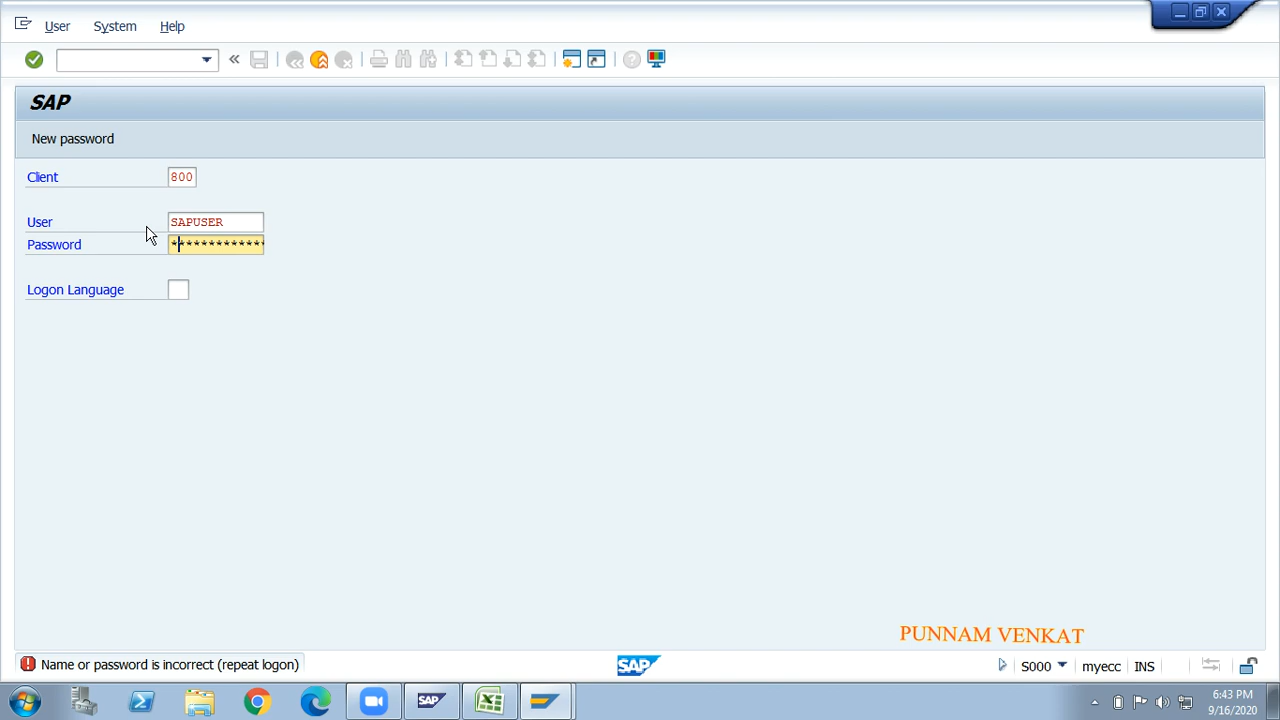 User System Help
SAP
New password
Client 800
User SAPUSER
Password *************
Logon Language
PUNNAM VENKAT
Name or password is incorrect (repeat logon) SAP S000 myecc INS
SAP
6:43 PM
9/16/2020